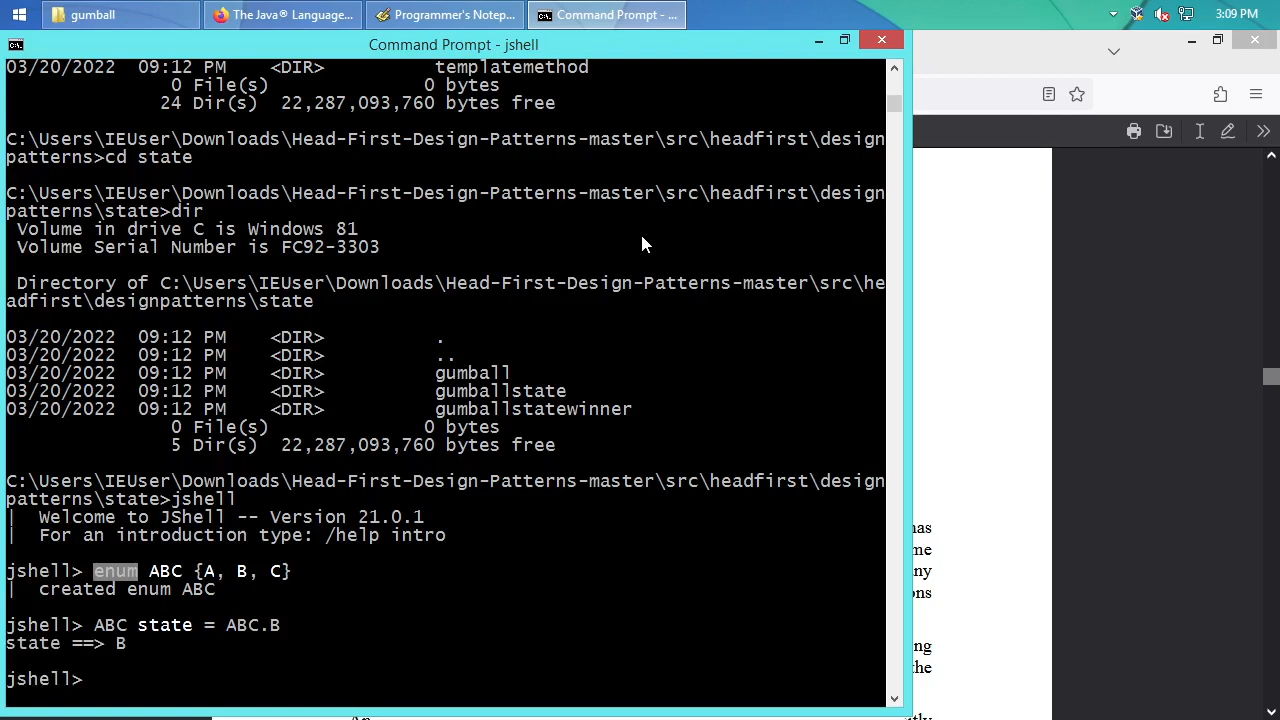 gumball
The Java® Language...
Programmer's Notep...
Command Prompt - ...
3:09 PM
Command Prompt - jshell
03/20/2022  09:12 PM    <DIR>          templatemethod
               0 File(s)              0 bytes
              24 Dir(s)  22,287,093,760 bytes free
C:\Users\IEUser\Downloads\Head-First-Design-Patterns-master\src\headfirst\design
patterns>cd state
C:\Users\IEUser\Downloads\Head-First-Design-Patterns-master\src\headfirst\design
patterns\state>dir
 Volume in drive C is Windows 81
 Volume Serial Number is FC92-3303
 Directory of C:\Users\IEUser\Downloads\Head-First-Design-Patterns-master\src\he
adfirst\designpatterns\state
03/20/2022  09:12 PM    <DIR>          .
03/20/2022  09:12 PM    <DIR>          ..
03/20/2022  09:12 PM    <DIR>          gumball
03/20/2022  09:12 PM    <DIR>          gumballstate
03/20/2022  09:12 PM    <DIR>          gumballstatewinner
               0 File(s)              0 bytes
               5 Dir(s)  22,287,093,760 bytes free
C:\Users\IEUser\Downloads\Head-First-Design-Patterns-master\src\headfirst\design
patterns\state>jshell
|  Welcome to JShell -- Version 21.0.1
|  For an introduction type: /help intro
jshell> enum ABC {A, B, C}
|  created enum ABC
jshell> ABC state = ABC.B
state ==> B
jshell>
has
me
ny
ons
ng
the